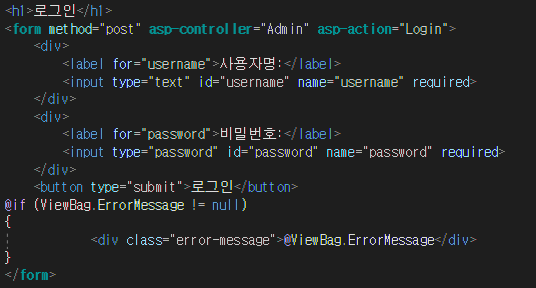 <h1>로그인</h1>
<form method="post" asp-controller="Admin" asp-action="Login">
    <div>
        <label for="username">사용자명:</label>
        <input type="text" id="username" name="username" required>
    </div>
    <div>
        <label for="password">비밀번호:</label>
        <input type="password" id="password" name="password" required>
    </div>
    <button type="submit">로그인</button>
@if (ViewBag.ErrorMessage != null)
{
            <div class="error-message">@ViewBag.ErrorMessage</div>
}
</form>